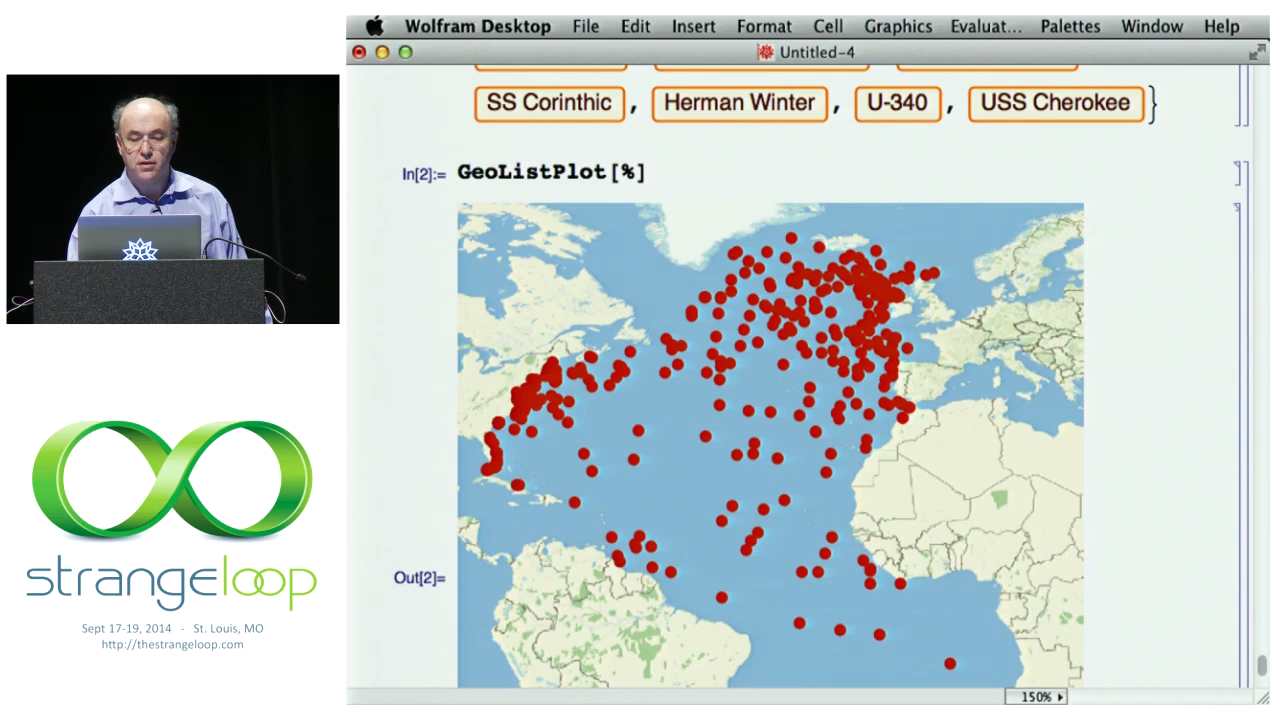 Wolfram Desktop File Edit Insert Format Cell Graphics Evaluat... Palettes Window Help
Untitled-4
SS Corinthic , Herman Winter , U-340 , USS Cherokee }
In[2]:= GeoListPlot[%]
Out[2]=
150%
strangeloop
Sept 17-19, 2014 - St. Louis, MO
http://thestrangeloop.com